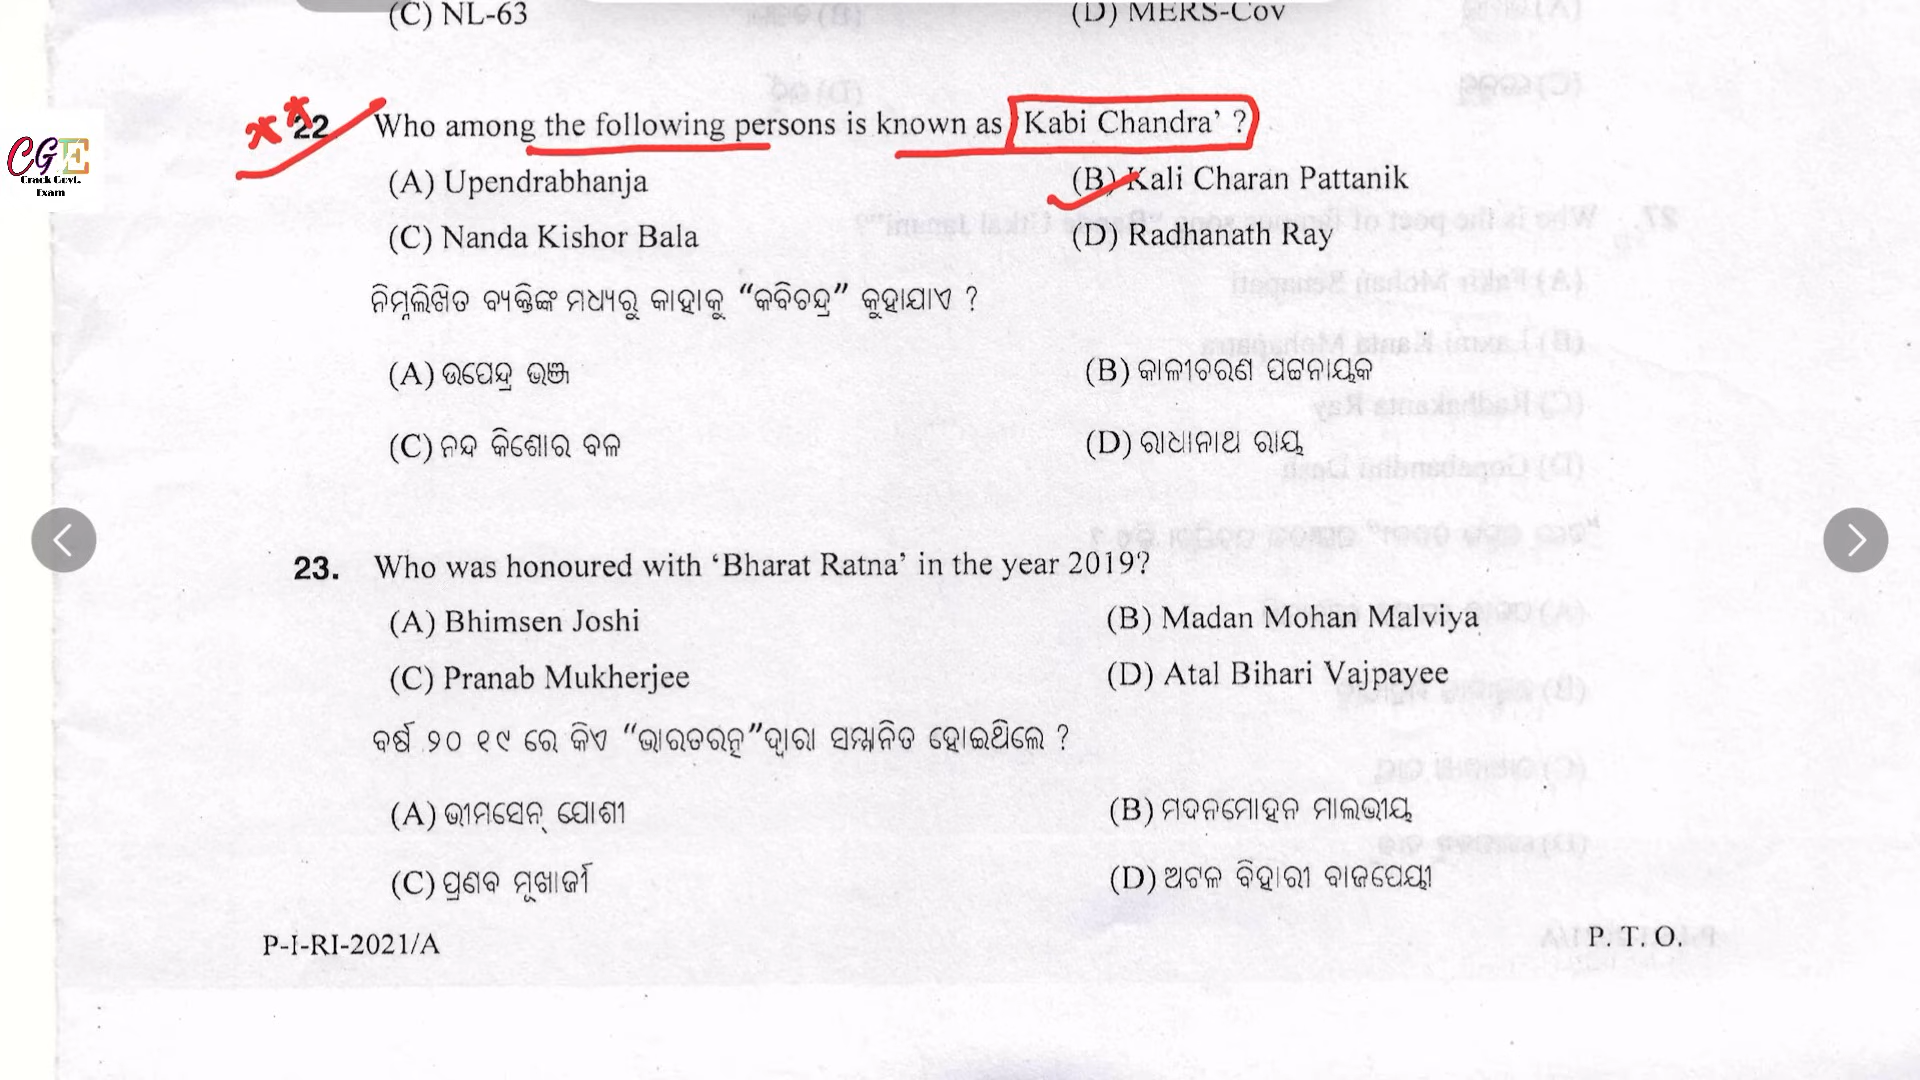 (C) NL-63
(D) MERS-Cov
22 Who among the following persons is known as 'Kabi Chandra' ?
(A) Upendrabhanja
(B) Kali Charan Pattanik
(C) Nanda Kishor Bala
(D) Radhanath Ray
ନିମ୍ନଲିଖିତ ବ୍ୟକ୍ତିଙ୍କ ମଧ୍ୟରୁ କାହାକୁ “କବିଚନ୍ଦ୍ର” କୁହାଯାଏ ?
(A) ଉପେନ୍ଦ୍ର ଭଞ୍ଜ
(B) କାଳୀଚରଣ ପଟ୍ଟନାୟକ
(C) ନନ୍ଦ କିଶୋର ବଳ
(D) ରାଧାନାଥ ରାୟ
CGE
Crack Govt.
Exam
23. Who was honoured with ‘Bharat Ratna’ in the year 2019?
(A) Bhimsen Joshi
(B) Madan Mohan Malviya
(C) Pranab Mukherjee
(D) Atal Bihari Vajpayee
ବର୍ଷ ୨୦୧୯ ରେ କିଏ “ଭାରତରତ୍ନ”ଦ୍ୱାରା ସମ୍ମାନିତ ହୋଇଥିଲେ ?
(A) ଭୀମସେନ୍ ଯୋଶୀ
(B) ମଦନମୋହନ ମାଲଭୀୟ
(C) ପ୍ରଣବ ମୁଖାର୍ଜୀ
(D) ଅଟଳ ବିହାରୀ ବାଜପେୟୀ
P-I-RI-2021/A
P. T. O.